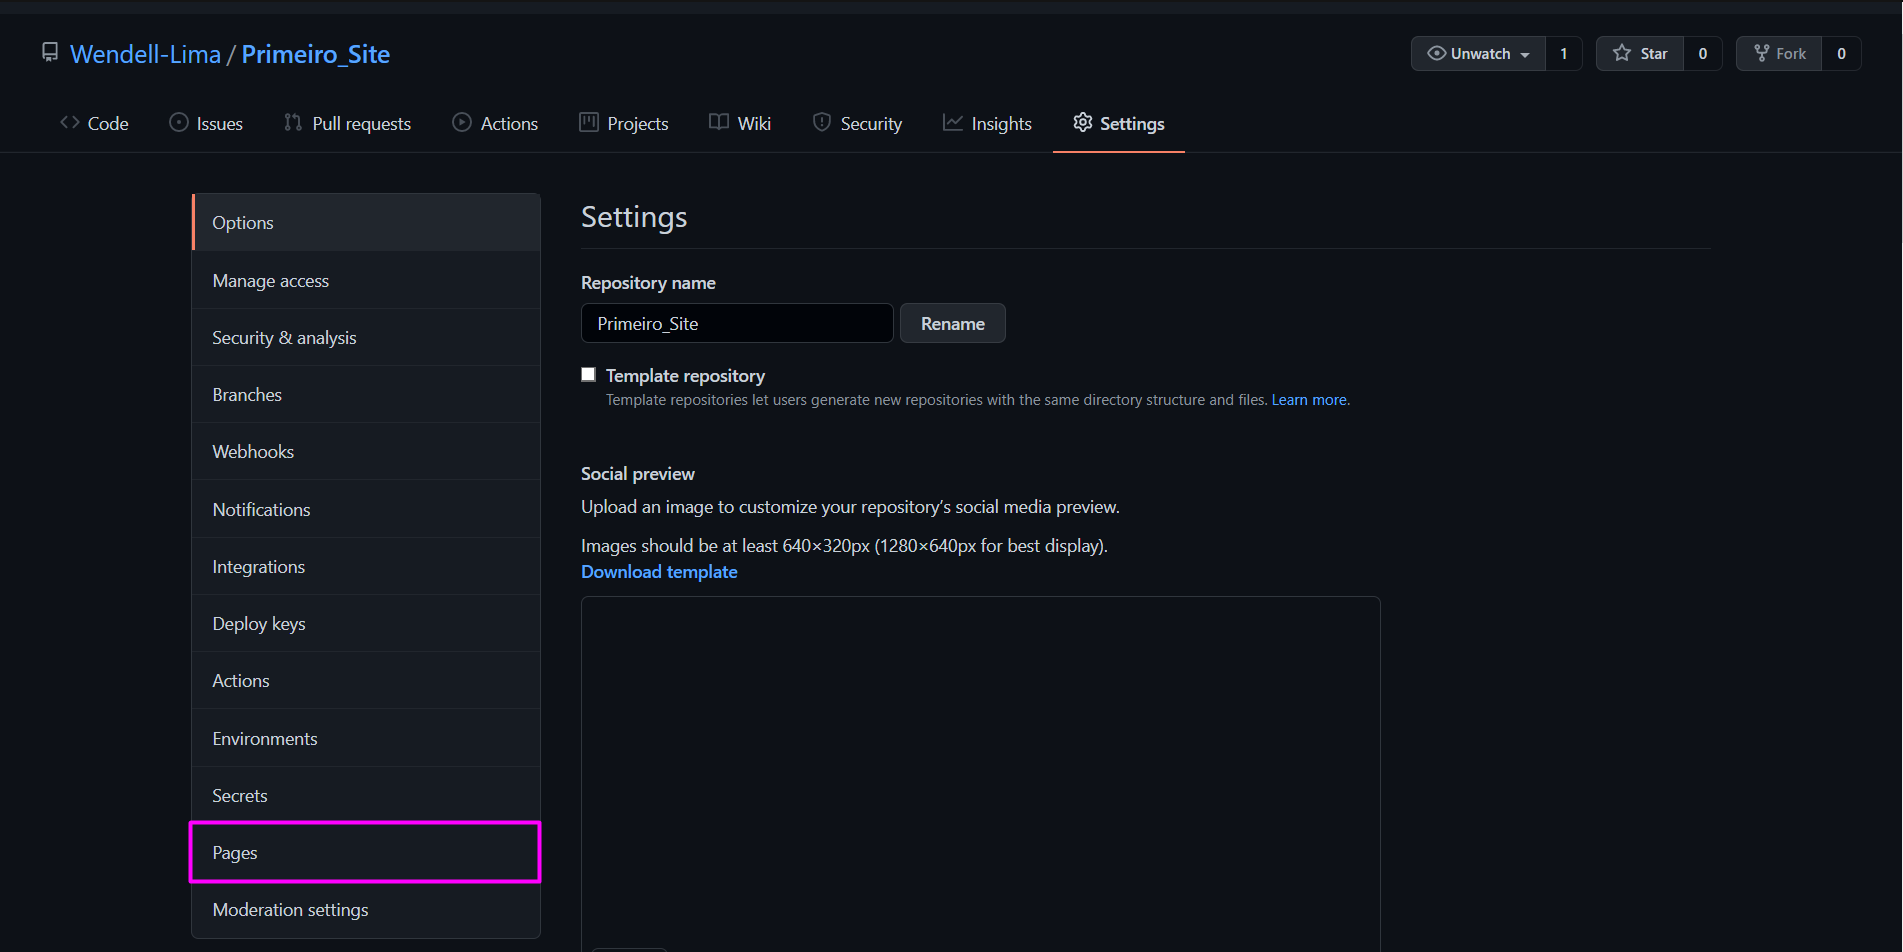 Wendell-Lima / Primeiro_Site
Unwatch 1 Star 0 Fork 0
Code Issues Pull requests Actions Projects Wiki Security Insights Settings
Options
Manage access
Security & analysis
Branches
Webhooks
Notifications
Integrations
Deploy keys
Actions
Environments
Secrets
Pages
Moderation settings
Settings
Repository name
Primeiro_Site Rename
Template repository
Template repositories let users generate new repositories with the same directory structure and files. Learn more.
Social preview
Upload an image to customize your repository’s social media preview.
Images should be at least 640×320px (1280×640px for best display).
Download template